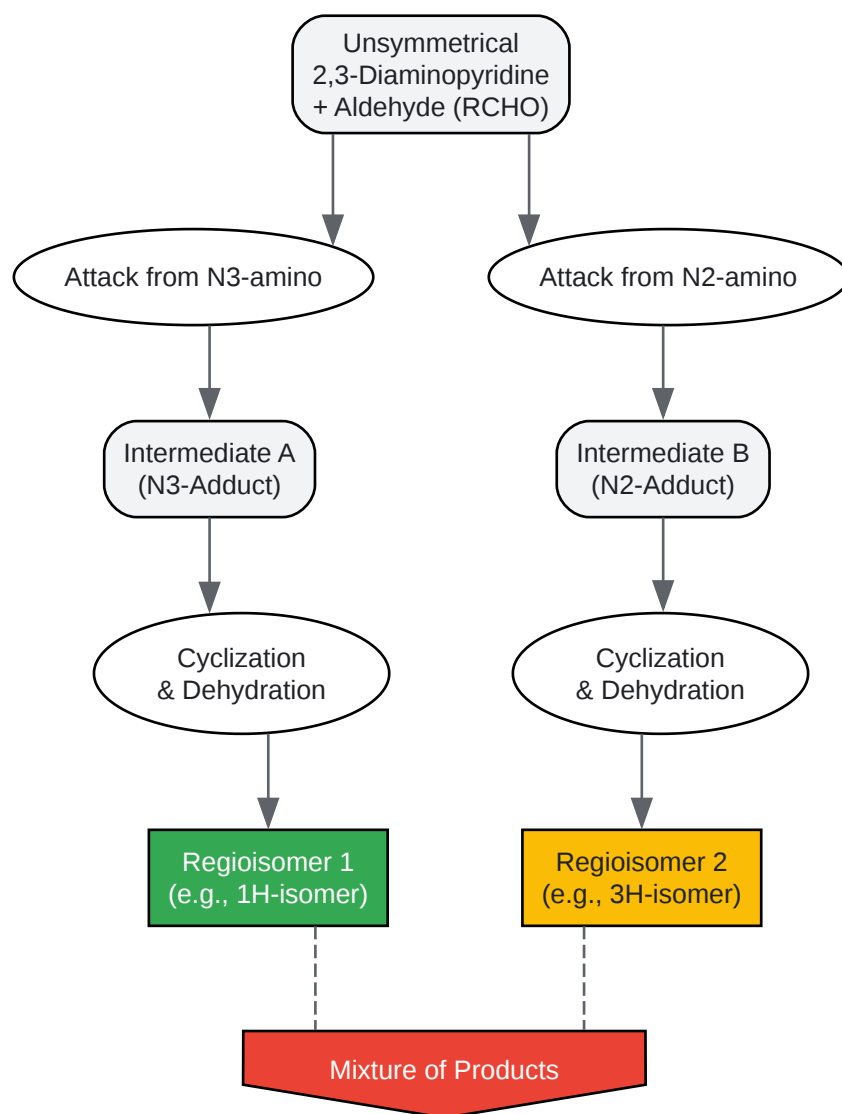 Unsymmetrical
2,3-Diaminopyridine
+ Aldehyde (RCHO)
Attack from N3-amino
Attack from N2-amino
Intermediate A
(N3-Adduct)
Intermediate B
(N2-Adduct)
Cyclization
& Dehydration
Cyclization
& Dehydration
Regioisomer 1
(e.g., 1H-isomer)
Regioisomer 2
(e.g., 3H-isomer)
Mixture of Products